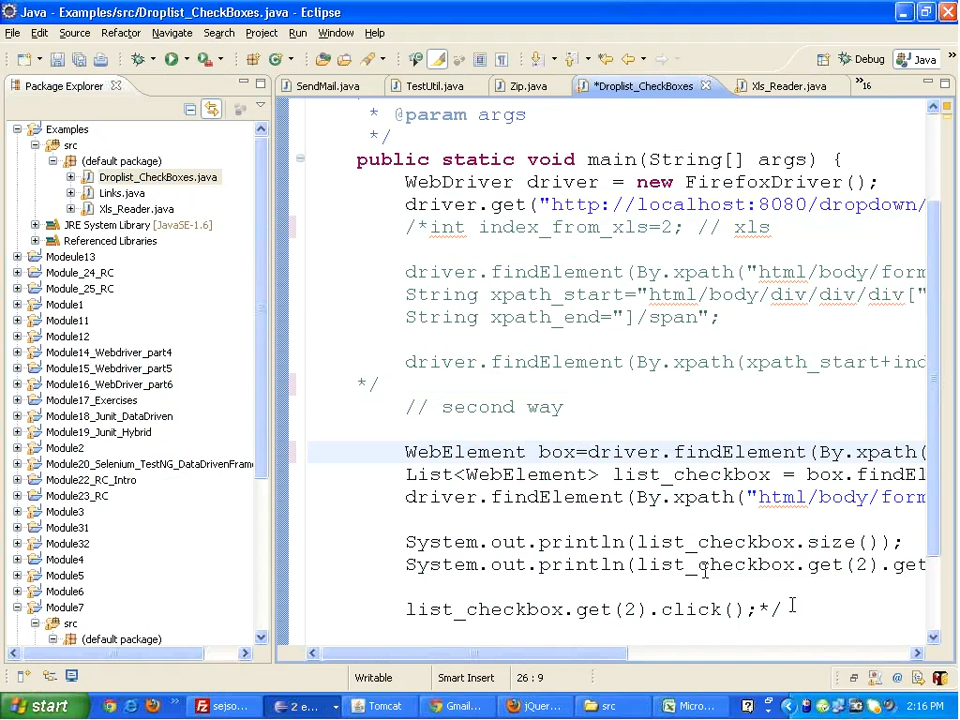 Java - Examples/src/Droplist_CheckBoxes.java - Eclipse
File Edit Source Refactor Navigate Search Project Run Window Help
Debug Java
Package Explorer
SendMail.java TestUtil.java Zip.java *Droplist_CheckBoxes Xls_Reader.java »16
Examples
src
(default package)
Droplist_CheckBoxes.java
Links.java
Xls_Reader.java
JRE System Library [JavaSE-1.6]
Referenced Libraries
Modeule13
Module_24_RC
Module_25_RC
Module1
Module11
Module12
Module14_Webdriver_part4
Module15_Webdriver_part5
Module16_WebDriver_part6
Module17_Exercises
Module18_Junit_DataDriven
Module19_Junit_Hybrid
Module2
Module20_Selenium_TestNG_DataDrivenFram
Module22_RC_Intro
Module23_RC
Module3
Module31
Module32
Module4
Module5
Module6
Module7
src
(default package)
* @param args
*/
public static void main(String[] args) {
WebDriver driver = new FirefoxDriver();
driver.get("http://localhost:8080/dropdown/
/*int index_from_xls=2; // xls
driver.findElement(By.xpath("html/body/form
String xpath_start="html/body/div/div/div["
String xpath_end="]/span";
driver.findElement(By.xpath(xpath_start+ind
*/
// second way
WebElement box=driver.findElement(By.xpath(
List<WebElement> list_checkbox = box.findEl
driver.findElement(By.xpath("html/body/form
System.out.println(list_checkbox.size());
System.out.println(list_checkbox.get(2).get
list_checkbox.get(2).click();*/
Writable Smart Insert 26 : 9
start sejso... 2 e... Tomcat Gmail... jQuer... src Micro... 2:16 PM